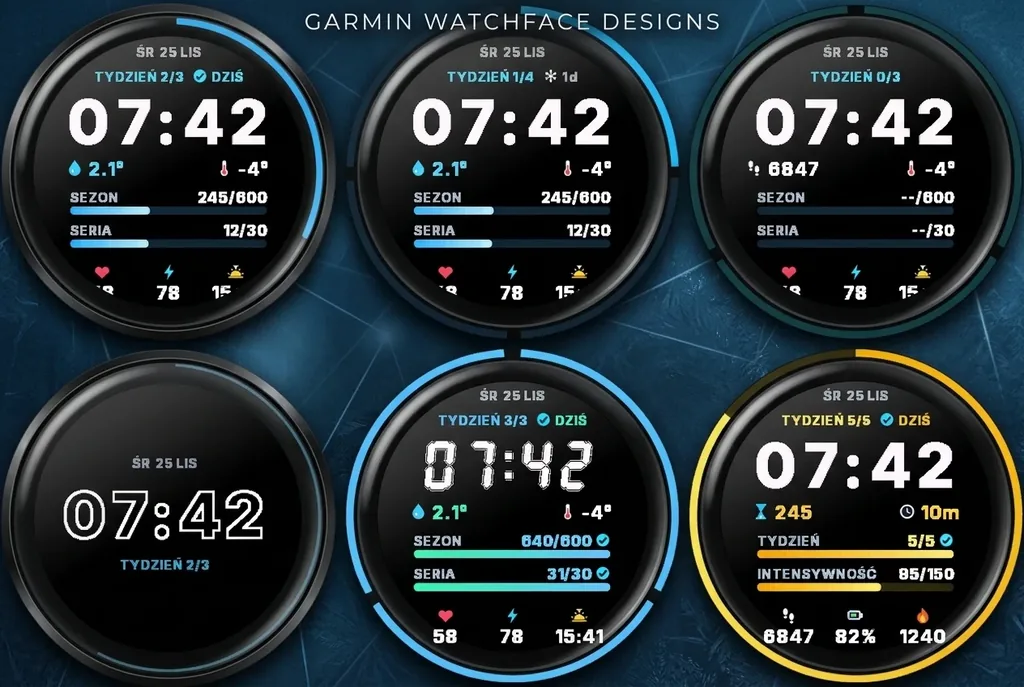 GARMIN WATCHFACE DESIGNS
ŚR 25 LIS
TYDZIEŃ 2/3 DZIŚ
07:42
2.1° -4°
SEZON 245/600
SERIA 12/30
78
ŚR 25 LIS
TYDZIEŃ 1/4 1d
07:42
2.1° -4°
SEZON 245/600
SERIA 12/30
78
ŚR 25 LIS
TYDZIEŃ 0/3
07:42
6847 -4°
SEZON --/600
SERIA --/30
78
ŚR 25 LIS
07:42
TYDZIEŃ 2/3
ŚR 25 LIS
TYDZIEŃ 3/3 DZIŚ
07:42
2.1° -4°
SEZON 640/600
SERIA 31/30
58 78 15:41
ŚR 25 LIS
TYDZIEŃ 5/5 DZIŚ
07:42
245 10m
TYDZIEŃ 5/5
INTENSYWNOŚĆ 95/150
6847 82% 1240